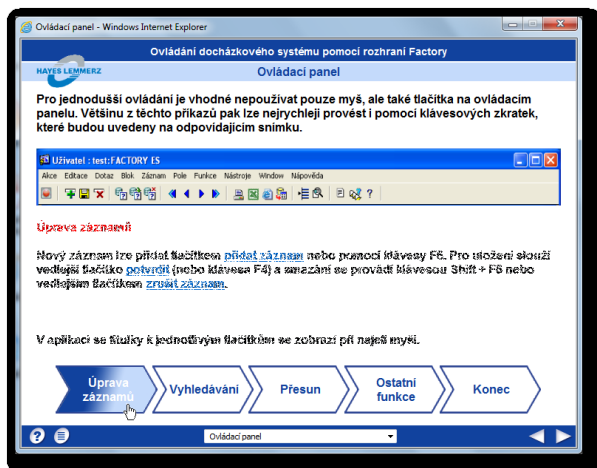 Ovládací panel - Windows Internet Explorer
Ovládání docházkového systému pomocí rozhraní Factory
HAYES LEMMERZ
Ovládací panel
Pro jednodušší ovládání je vhodné nepoužívat pouze myš, ale také tlačítka na ovládacím
panelu. Většinu z těchto příkazů pak lze nejrychleji provést i pomocí klávesových zkratek,
které budou uvedeny na odpovídajícím snímku.
Uživatel : test:FACTORY ES
Akce Editace Dotaz Blok Záznam Pole Funkce Nástroje Window Nápověda
Úprava záznamů
Nový záznam lze přidat tlačítkem přidat záznam nebo pomocí klávesy F6. Pro uložení slouží
vedlejší tlačítko potvrdit (nebo klávesa F4) a smazání se provádí klávesou Shift + F6 nebo
vedlejším tlačítkem zrušit záznam.
V aplikaci se titulky k jednotlivým tlačítkům se zobrazí při najetí myší.
Úprava
záznamů
Vyhledávání
Přesun
Ostatní
funkce
Konec
Ovládací panel